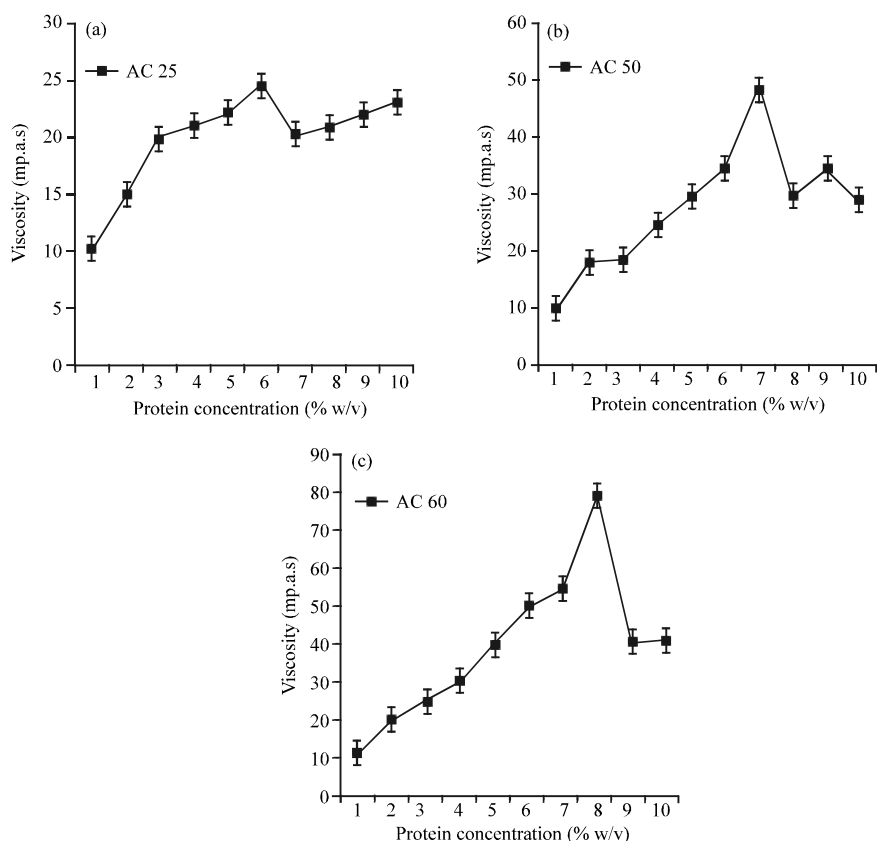 (a)
AC 25
Viscosity (mp.a.s)
30
25
20
15
10
5
0
1 2 3 4 5 6 7 8 9 10
Protein concentration (% w/v)
(b)
AC 50
Viscosity (mp.a.s)
60
50
40
30
20
10
0
1 2 3 4 5 6 7 8 9 10
Protein concentration (% w/v)
(c)
AC 60
Viscosity (mp.a.s)
90
80
70
60
50
40
30
20
10
0
1 2 3 4 5 6 7 8 9 10
Protein concentration (% w/v)